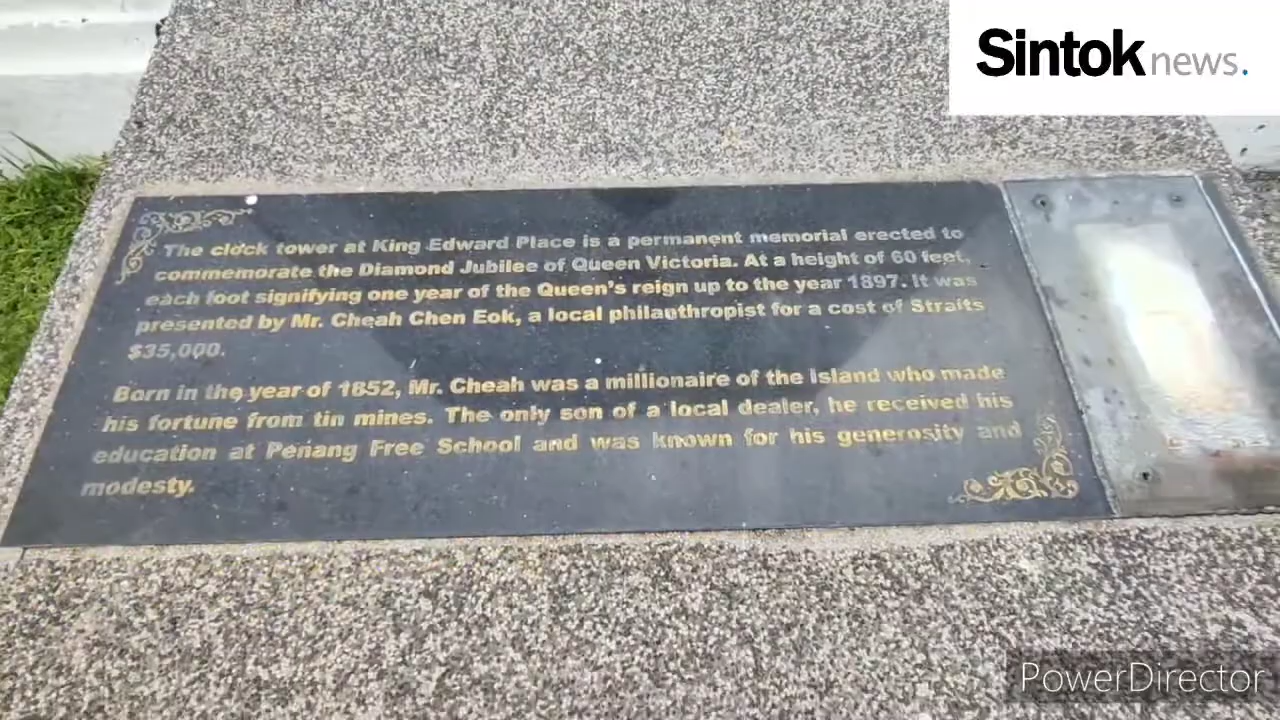 Sintok news.
The clock tower at King Edward Place is a permanent memorial erected to
commemorate the Diamond Jubilee of Queen Victoria. At a height of 60 feet,
each foot signifying one year of the Queen's reign up to the year 1897. It was
presented by Mr. Cheah Chen Eok, a local philanthropist for a cost of Straits
$35,000.
Born in the year of 1852, Mr. Cheah was a millionaire of the Island who made
his fortune from tin mines. The only son of a local dealer, he received his
education at Penang Free School and was known for his generosity and
modesty.
PowerDirector